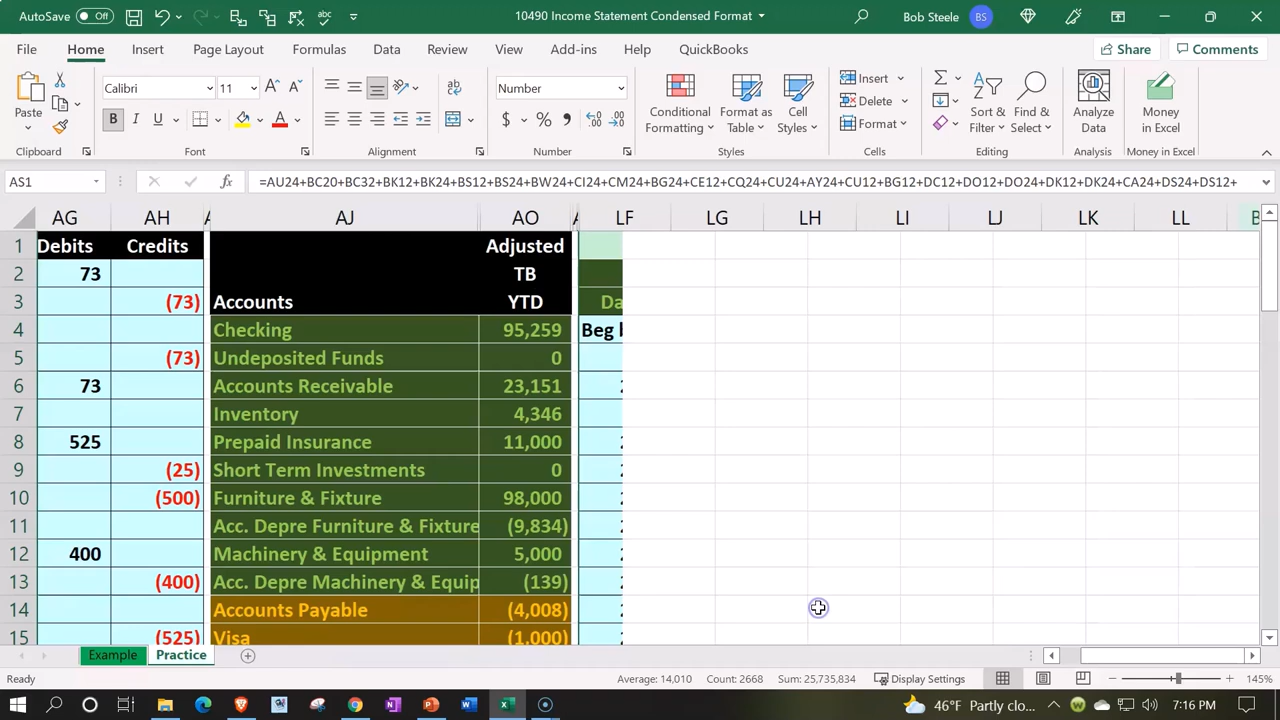 AutoSave Off 10490 Income Statement Condensed Format Bob Steele BS
File Home Insert Page Layout Formulas Data Review View Add-ins Help QuickBooks Share Comments
Paste Calibri 11 Number Conditional Formatting Format as Table Cell Styles Insert Delete Format Sort & Filter Find & Select Analyze Data Money in Excel
Clipboard Font Alignment Number Styles Cells Editing Analysis Money in Excel
AS1 =AU24+BC20+BC32+BK12+BK24+BS12+BS24+BW24+CI24+CM24+BG24+CE12+CQ24+CU24+AY24+CU12+BG12+DC12+DO12+DO24+DK12+DK24+CA24+DS24+DS12+
AG AH A AJ AO A LF LG LH LI LJ LK LL
1 Debits Credits Adjusted
2 73 TB
3 (73) Accounts YTD
4 Checking 95,259 Beg
5 (73) Undeposited Funds 0
6 73 Accounts Receivable 23,151
7 Inventory 4,346
8 525 Prepaid Insurance 11,000
9 (25) Short Term Investments 0
10 (500) Furniture & Fixture 98,000
11 Acc. Depre Furniture & Fixture (9,834)
12 400 Machinery & Equipment 5,000
13 (400) Acc. Depre Machinery & Equip (139)
14 Accounts Payable (4,008)
15 (525) Visa (1,000)
Example Practice
Ready Average: 14,010 Count: 2668 Sum: 25,735,834 Display Settings 145%
46°F Partly clo... 7:16 PM